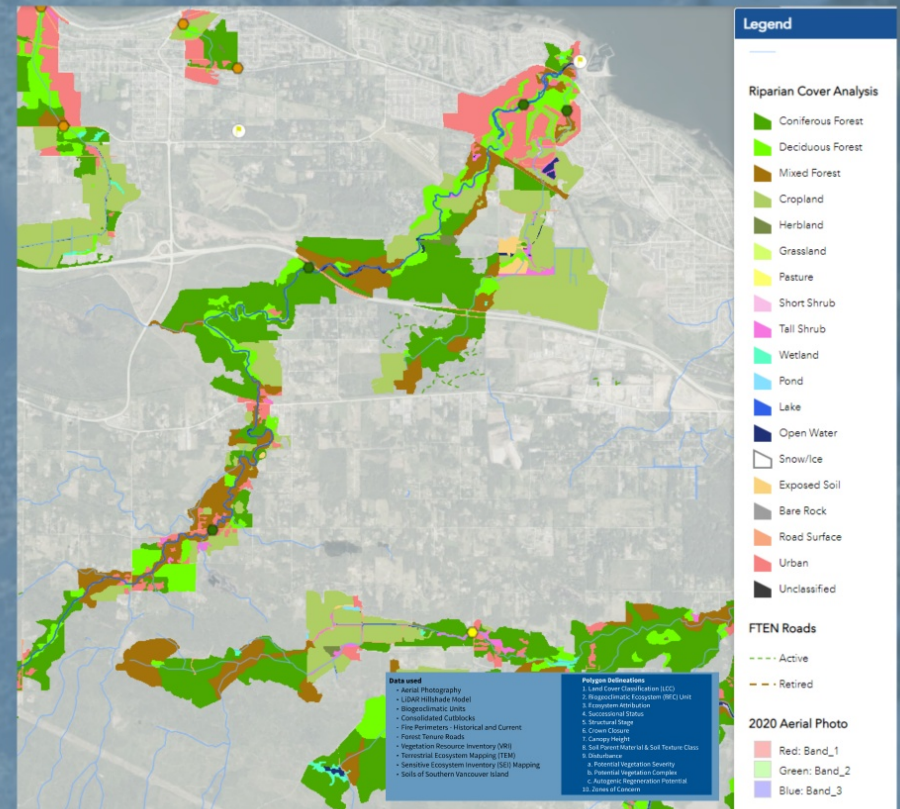 Legend
Riparian Cover Analysis
Coniferous Forest
Deciduous Forest
Mixed Forest
Cropland
Herbland
Grassland
Pasture
Short Shrub
Tall Shrub
Wetland
Pond
Lake
Open Water
Snow/Ice
Exposed Soil
Bare Rock
Road Surface
Urban
Unclassified
FTEN Roads
Active
Retired
2020 Aerial Photo
Red: Band_1
Green: Band_2
Blue: Band_3
Data used
• Aerial Photography
• LiDAR Hillshade Model
• Biogeoclimatic Units
• Consolidated Cutblocks
• Fire Perimeters - Historical and Current
• Forest Tenure Roads
• Vegetation Resource Inventory (VRI)
• Terrestrial Ecosystem Mapping (TEM)
• Sensitive Ecosystem Inventory (SEI) Mapping
• Soils of Southern Vancouver Island
Polygon Delineations
1. Land Cover Classification (LCC)
2. Biogeoclimatic Ecosystem (BEC) Unit
3. Ecosystem Attribution
4. Successional Status
5. Structural Stage
6. Crown Closure
7. Canopy Height
8. Soil Parent Material & Soil Texture Class
9. Disturbance
a. Potential Vegetation Severity
b. Potential Vegetation Complex
c. Autogenic Regeneration Potential
10. Zones of Concern